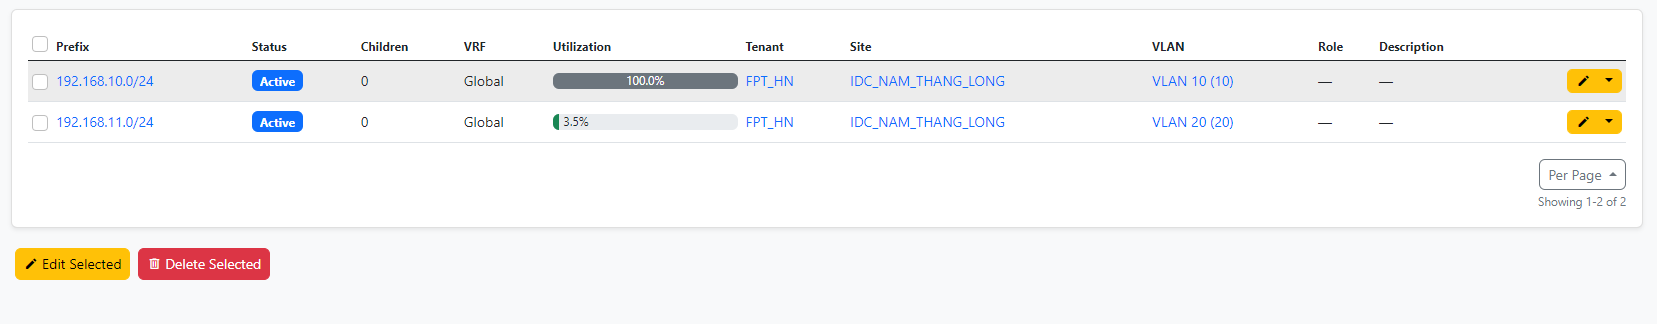 Prefix Status Children VRF Utilization Tenant Site VLAN Role Description
192.168.10.0/24 Active 0 Global 100.0% FPT_HN IDC_NAM_THANG_LONG VLAN 10 (10) — —
192.168.11.0/24 Active 0 Global 3.5% FPT_HN IDC_NAM_THANG_LONG VLAN 20 (20) — —
Per Page
Showing 1-2 of 2
Edit Selected Delete Selected